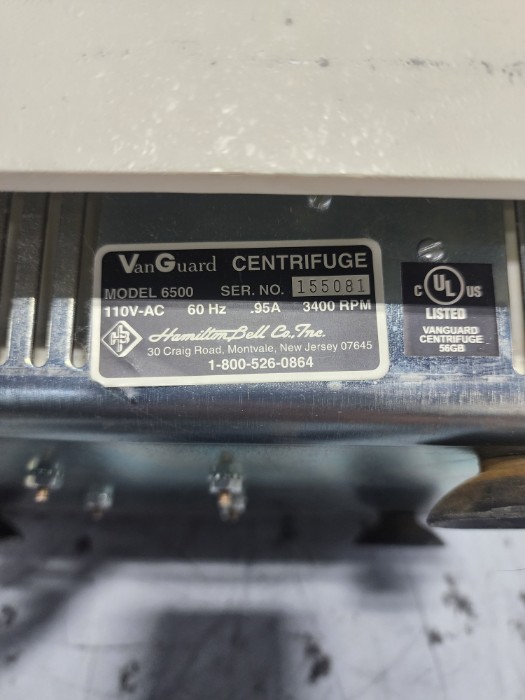 VanGuard CENTRIFUGE
MODEL 6500 SER. NO. 155081
110V-AC 60 Hz .95A 3400 RPM
HB Hamilton Bell Co., Inc.
30 Craig Road, Montvale, New Jersey 07645
1-800-526-0864
C UL US
LISTED
VANGUARD
CENTRIFUGE
56GB